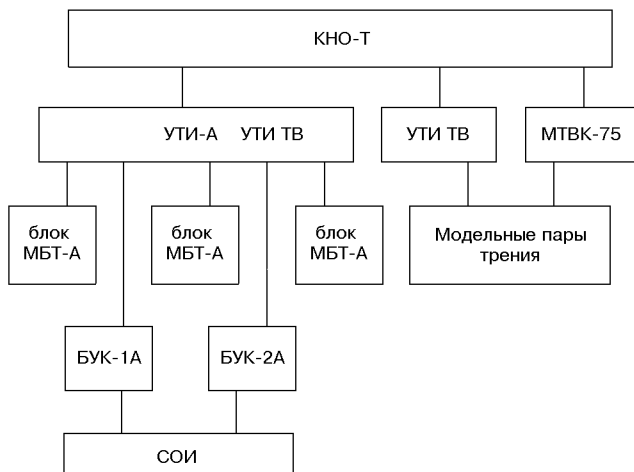 КНО-Т
УТИ-А УТИ ТВ
УТИ ТВ
МТВК-75
блок
МБТ-А
блок
МБТ-А
блок
МБТ-А
Модельные пары
трения
БУК-1А
БУК-2А
СОИ